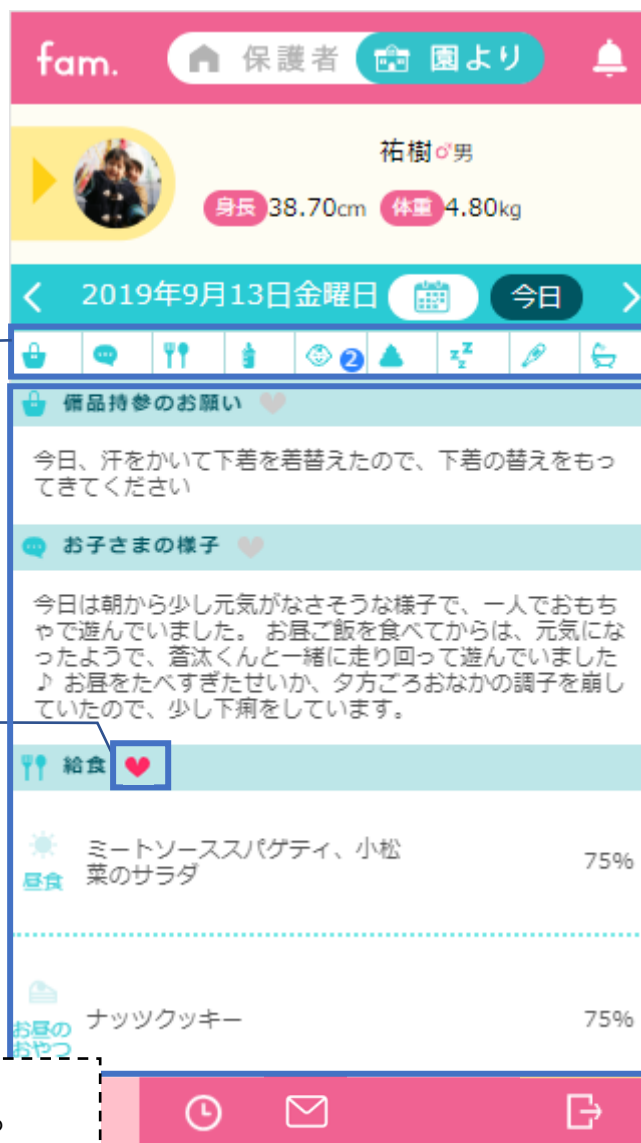 fam.
保護者
園より
祐樹♂男
身長 38.70cm 体重 4.80kg
2019年9月13日金曜日
今日
2
備品持参のお願い
今日、汗をかいて下着を着替えたので、下着の替えをもっ
てきてください
お子さまの様子
今日は朝から少し元気がなさそうな様子で、一人でおもち
ゃで遊んでいました。 お昼ご飯を食べてからは、元気にな
ったようで、蒼汰くんと一緒に走り回って遊んでいました
♪ お昼をたべすぎたせいか、夕方ごろおなかの調子を崩し
ていたので、少し下痢をしています。
給食
昼食
ミートソーススパゲティ、小松
菜のサラダ
75%
お昼の
おやつ
ナッツクッキー
75%